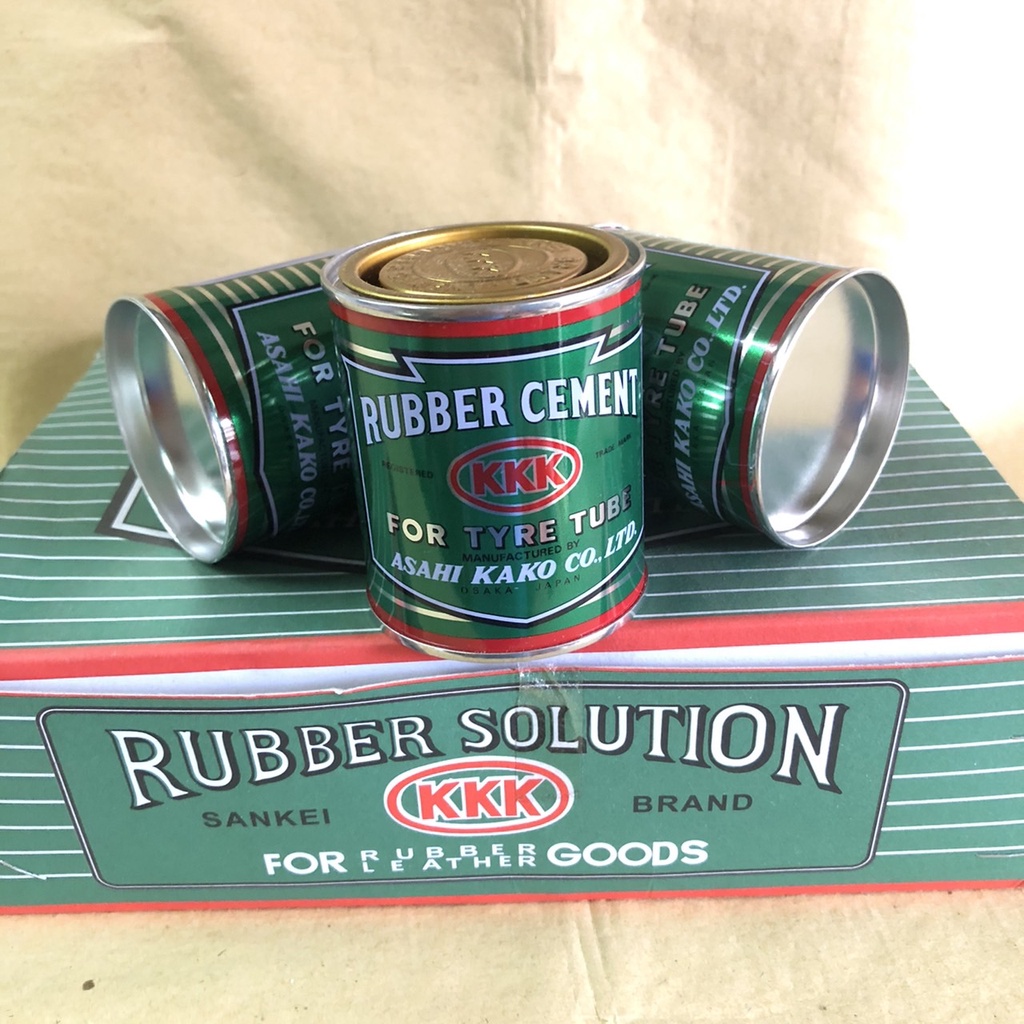 RUBBER CEMENT
REGISTERED KKK TRADE MARK
FOR TYRE TUBE
MANUFACTURED BY
ASAHI KAKO CO., LTD.
OSAKA JAPAN
FOR TYRE
ASAHI KAKO CO.
TYRE TUBE
ASAHI KAKO CO., LTD.
RUBBER SOLUTION
SANKEI KKK BRAND
FOR RUBBER LEATHER GOODS